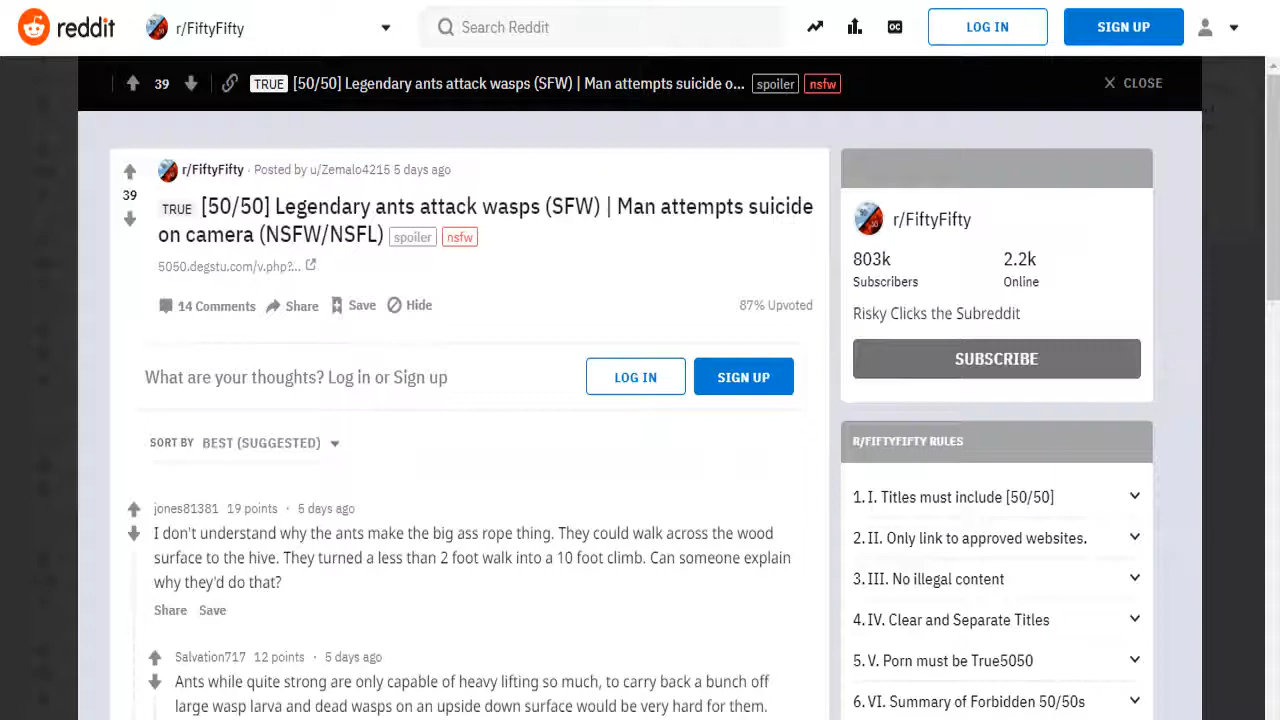 reddit r/FiftyFifty Search Reddit LOG IN SIGN UP
39 TRUE [50/50] Legendary ants attack wasps (SFW) | Man attempts suicide o... spoiler nsfw CLOSE
r/FiftyFifty · Posted by u/Zemalo4215 5 days ago
39
TRUE [50/50] Legendary ants attack wasps (SFW) | Man attempts suicide
on camera (NSFW/NSFL) spoiler nsfw
5050.degstu.com/v.php?...
14 Comments Share Save Hide 87% Upvoted
What are your thoughts? Log in or Sign up LOG IN SIGN UP
SORT BY BEST (SUGGESTED)
jones81381 19 points · 5 days ago
I don't understand why the ants make the big ass rope thing. They could walk across the wood
surface to the hive. They turned a less than 2 foot walk into a 10 foot climb. Can someone explain
why they'd do that?
Share Save
Salvation717 12 points · 5 days ago
Ants while quite strong are only capable of heavy lifting so much, to carry back a bunch off
large wasp larva and dead wasps on an upside down surface would be very hard for them.
r/FiftyFifty
803k 2.2k
Subscribers Online
Risky Clicks the Subreddit
SUBSCRIBE
R/FIFTYFIFTY RULES
1. I. Titles must include [50/50]
2. II. Only link to approved websites.
3. III. No illegal content
4. IV. Clear and Separate Titles
5. V. Porn must be True5050
6. VI. Summary of Forbidden 50/50s